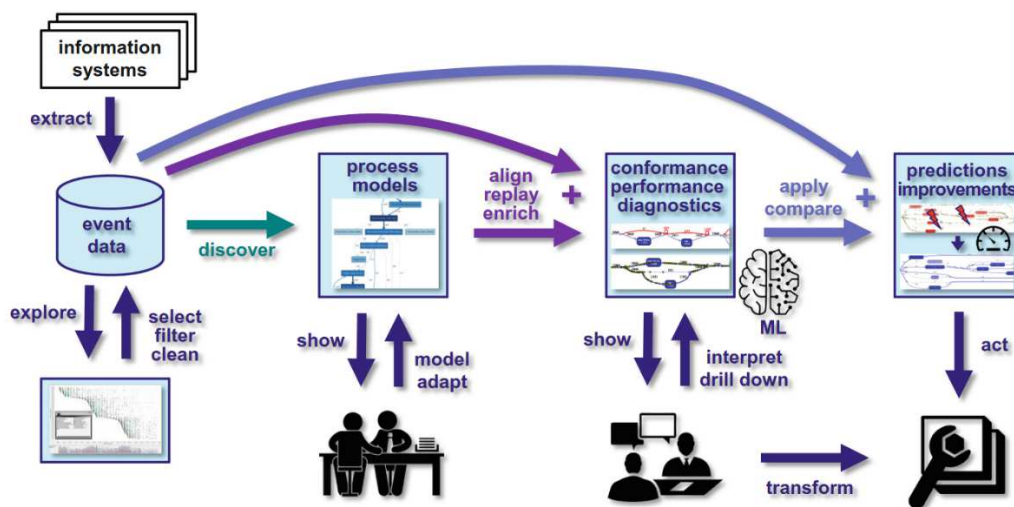 information
systems
extract
event
data
explore
select
filter
clean
discover
process
models
show
model
adapt
align
replay
enrich
+
conformance
performance
diagnostics
ML
show
interpret
drill down
apply
compare
+
predictions
improvements
act
transform